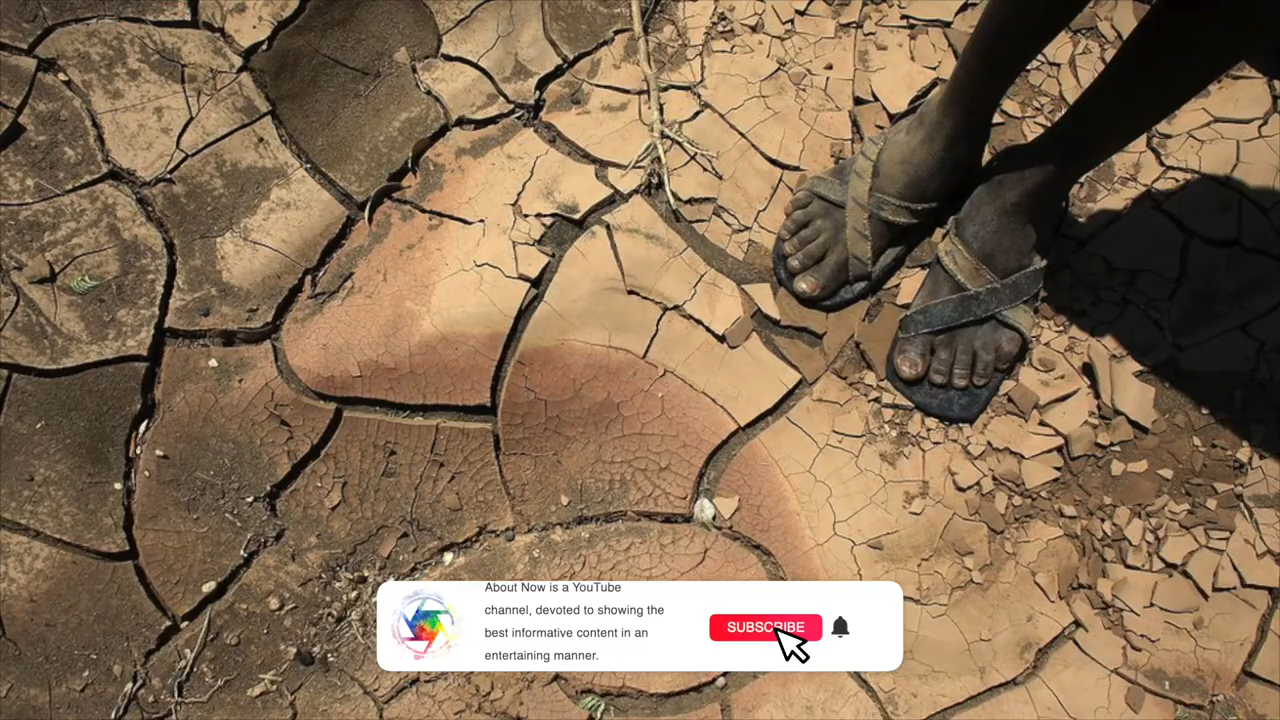 About Now is a YouTube
channel, devoted to showing the
best informative content in an
entertaining manner.
SUBSCRIBE